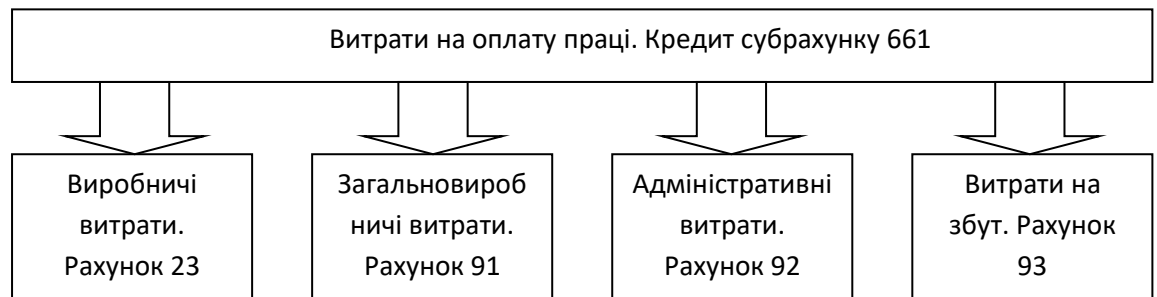 Витрати на оплату праці. Кредит субрахунку 661
Виробничі
витрати.
Рахунок 23
Загальновироб
ничі витрати.
Рахунок 91
Адміністративні
витрати.
Рахунок 92
Витрати на
збут. Рахунок
93